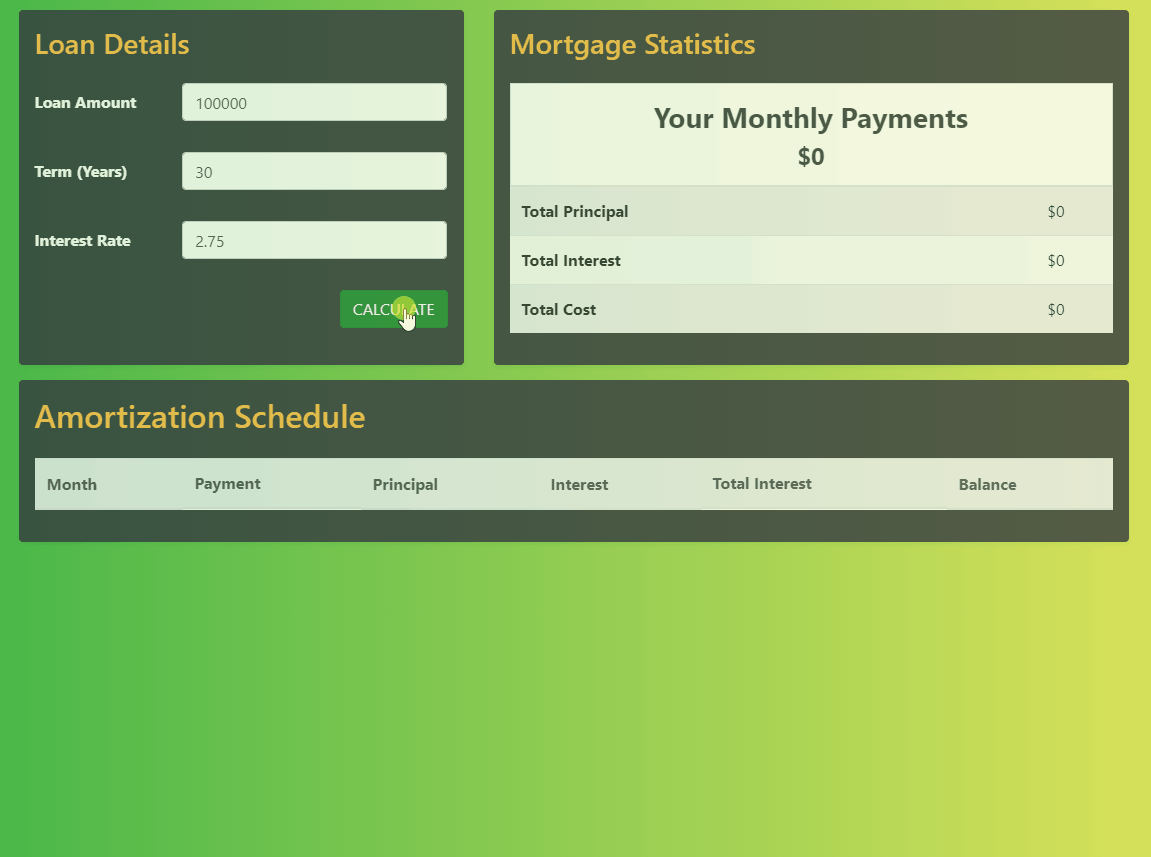 Loan Details
Loan Amount 100000
Term (Years) 30
Interest Rate 2.75
CALCULATE
Mortgage Statistics
Your Monthly Payments
$0
Total Principal $0
Total Interest $0
Total Cost $0
Amortization Schedule
Month Payment Principal Interest Total Interest Balance